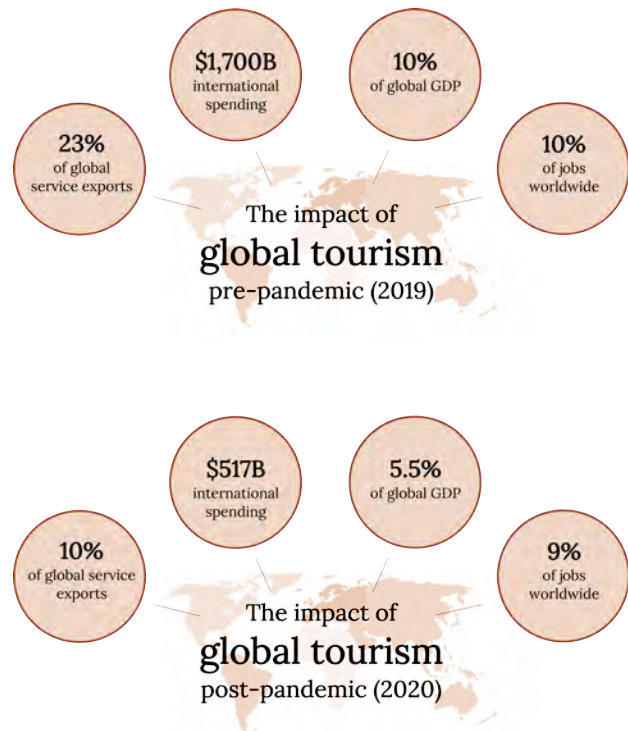 $1,700B
international
spending
10%
of global GDP
23%
of global
service exports
10%
of jobs
worldwide
The impact of
global tourism
pre-pandemic (2019)
$517B
international
spending
5.5%
of global GDP
10%
of global service
exports
9%
of jobs
worldwide
The impact of
global tourism
post-pandemic (2020)